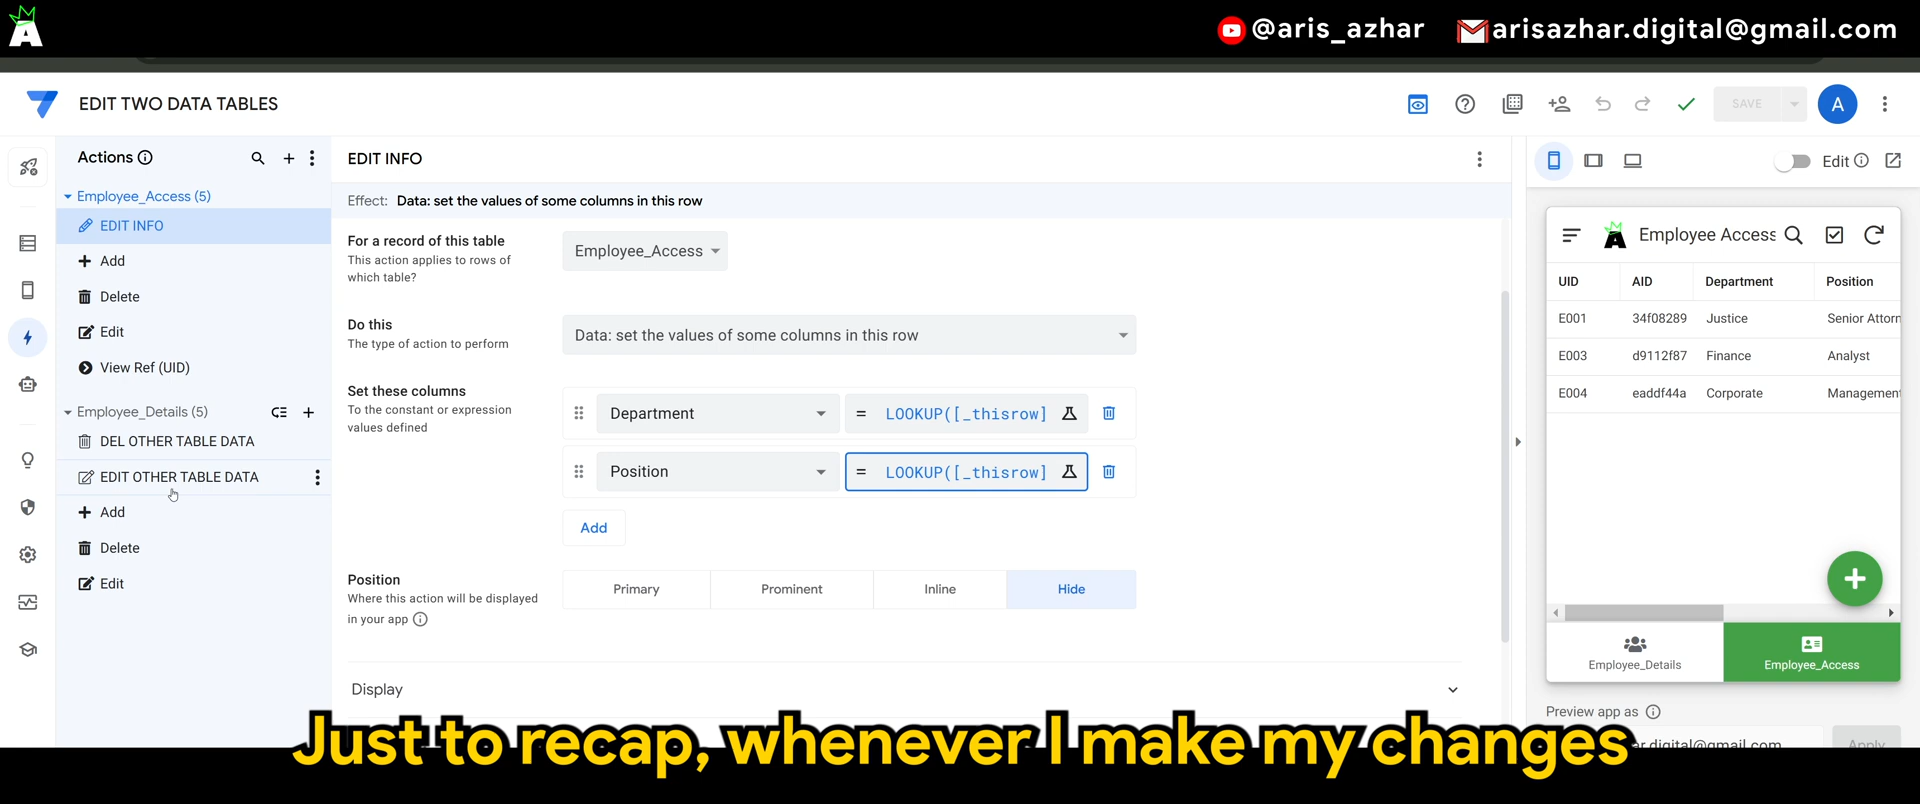 @aris_azhar
arisazhar.digital@gmail.com
EDIT TWO DATA TABLES
SAVE
A
Actions
Employee_Access (5)
EDIT INFO
Add
Delete
Edit
View Ref (UID)
Employee_Details (5)
DEL OTHER TABLE DATA
EDIT OTHER TABLE DATA
Add
Delete
Edit
EDIT INFO
Effect: Data: set the values of some columns in this row
For a record of this table
This action applies to rows of
which table?
Employee_Access
Do this
The type of action to perform
Data: set the values of some columns in this row
Set these columns
To the constant or expression
values defined
Department
= LOOKUP([_thisrow]
Position
= LOOKUP([_thisrow]
Add
Position
Where this action will be displayed
in your app
Primary
Prominent
Inline
Hide
Display
Edit
Employee Access
UID AID Department Position
E001 34f08289 Justice Senior Attorn
E003 d9112f87 Finance Analyst
E004 eaddf44a Corporate Management
Employee_Details
Employee_Access
Preview app as
ar.digital@gmail.com
Apply
Just to recap, whenever I make my changes